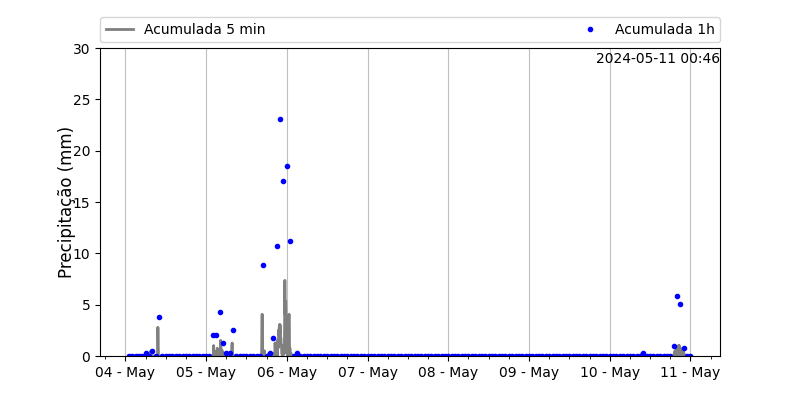 Acumulada 5 min
Acumulada 1h
2024-05-11 00:46
Precipitação (mm)
30
25
20
15
10
5
0
04 - May
05 - May
06 - May
07 - May
08 - May
09 - May
10 - May
11 - May